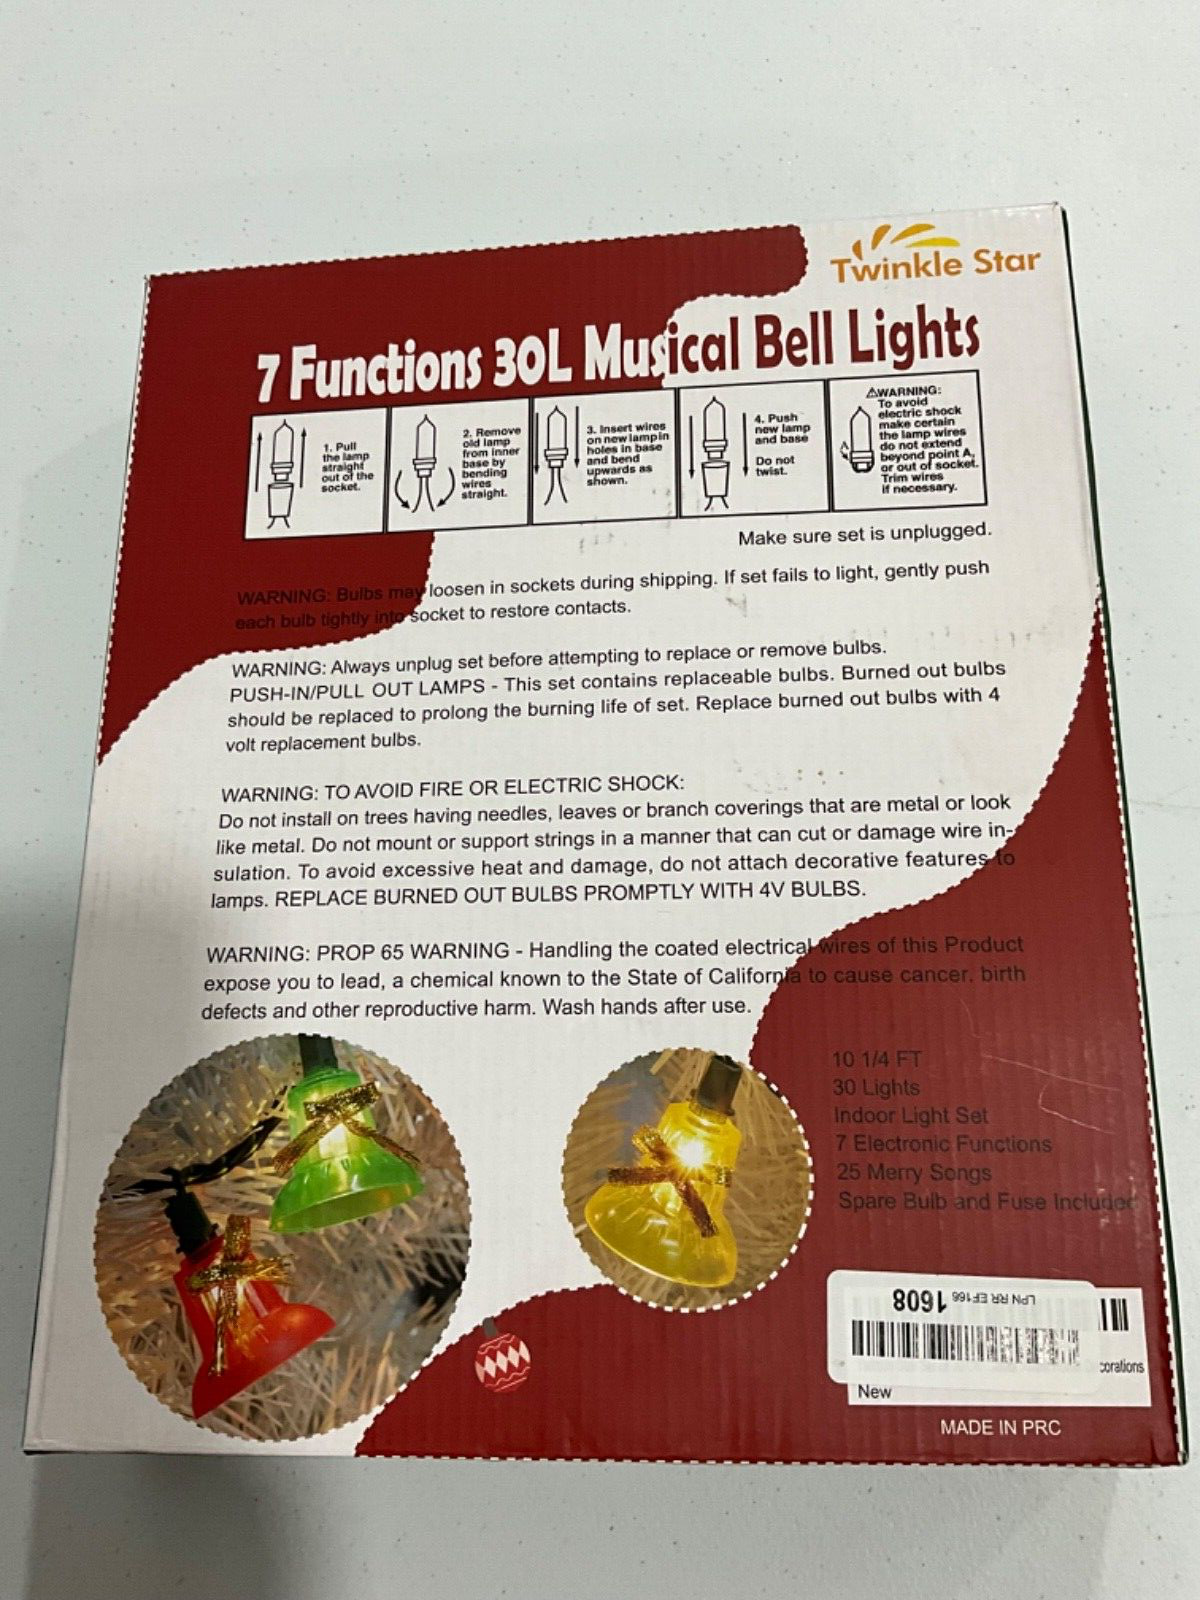 Twinkle Star
7 Functions 30L Musical Bell Lights
1. Pull
the lamp
straight
out of the
socket.
2. Remove
old lamp
from inner
base by
bending
wires
straight.
3. Insert wires
on new lamp in
holes in base
and bend
upwards as
shown.
4. Push
new lamp
and base
Do not
twist.
⚠WARNING:
To avoid
electric shock
make certain
the lamp wires
do not extend
beyond point A,
or out of socket.
Trim wires
if necessary.
A
Make sure set is unplugged.
WARNING: Bulbs may loosen in sockets during shipping. If set fails to light, gently push
each bulb tightly into socket to restore contacts.
WARNING: Always unplug set before attempting to replace or remove bulbs.
PUSH-IN/PULL OUT LAMPS - This set contains replaceable bulbs. Burned out bulbs
should be replaced to prolong the burning life of set. Replace burned out bulbs with 4
volt replacement bulbs.
WARNING: TO AVOID FIRE OR ELECTRIC SHOCK:
Do not install on trees having needles, leaves or branch coverings that are metal or look
like metal. Do not mount or support strings in a manner that can cut or damage wire in-
sulation. To avoid excessive heat and damage, do not attach decorative features to
lamps. REPLACE BURNED OUT BULBS PROMPTLY WITH 4V BULBS.
WARNING: PROP 65 WARNING - Handling the coated electrical wires of this Product
expose you to lead, a chemical known to the State of California to cause cancer. birth
defects and other reproductive harm. Wash hands after use.
10 1/4 FT
30 Lights
Indoor Light Set
7 Electronic Functions
25 Merry Songs
Spare Bulb and Fuse Included
LPN RR EF166 1608
corations
New
MADE IN PRC